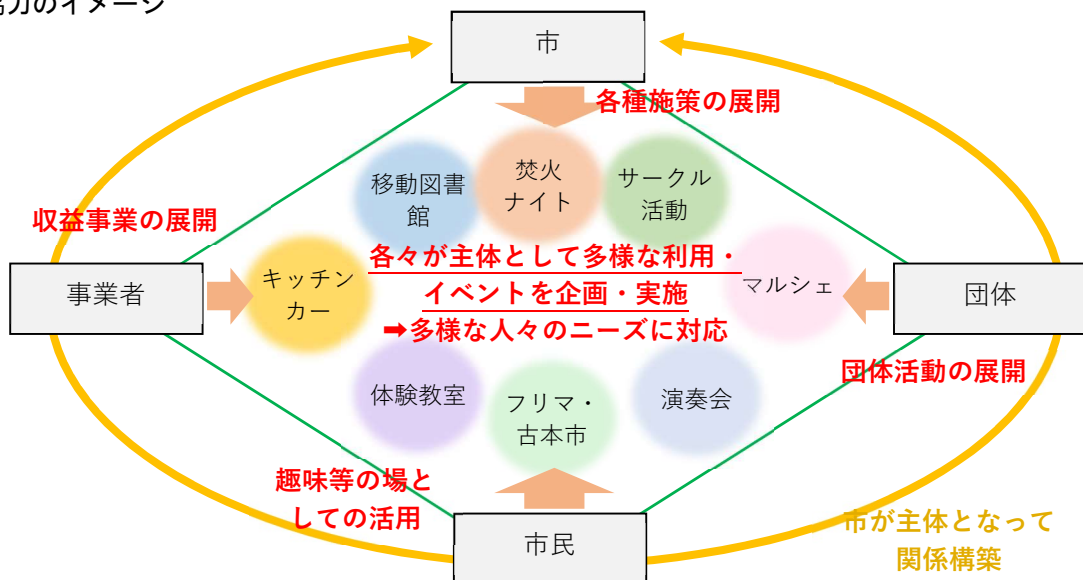 協力のイメージ
市
各種施策の展開
焚火
ナイト
移動図書
館
サークル
活動
収益事業の展開
各々が主体として多様な利用・
イベントを企画・実施
➡多様な人々のニーズに対応
事業者
キッチン
カー
マルシェ
団体
団体活動の展開
体験教室
フリマ・
古本市
演奏会
趣味等の場と
しての活用
市民
市が主体となって
関係構築